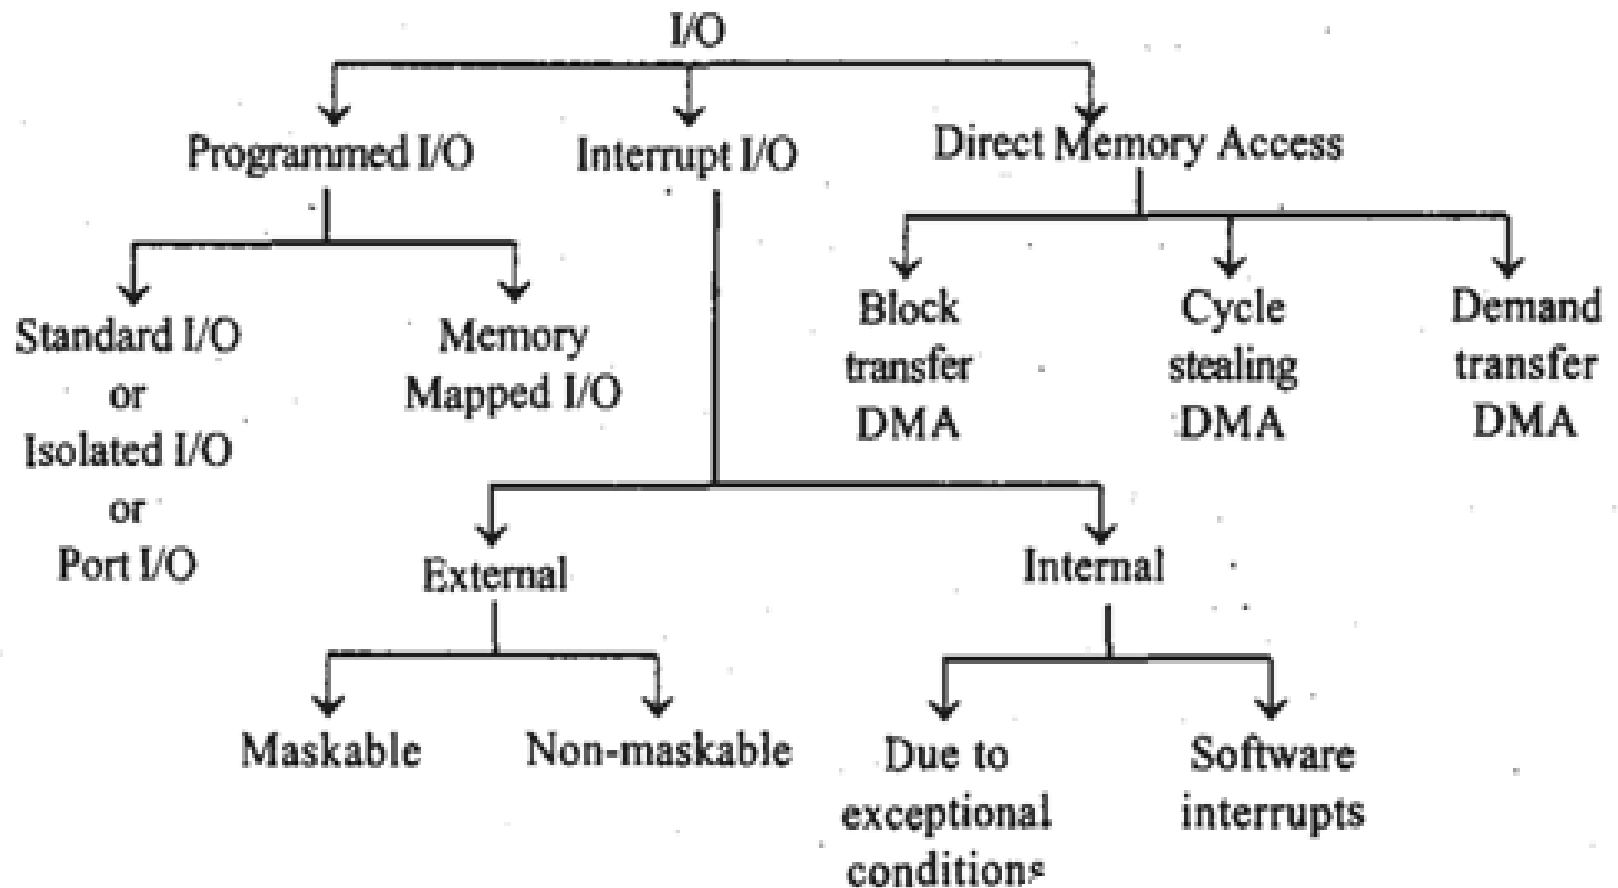 I/O
Programmed I/O
Interrupt I/O
Direct Memory Access
Standard I/O
or
Isolated I/O
or
Port I/O
Memory
Mapped I/O
Block
transfer
DMA
Cycle
stealing
DMA
Demand
transfer
DMA
External
Internal
Maskable
Non-maskable
Due to
exceptional
conditions
Software
interrupts